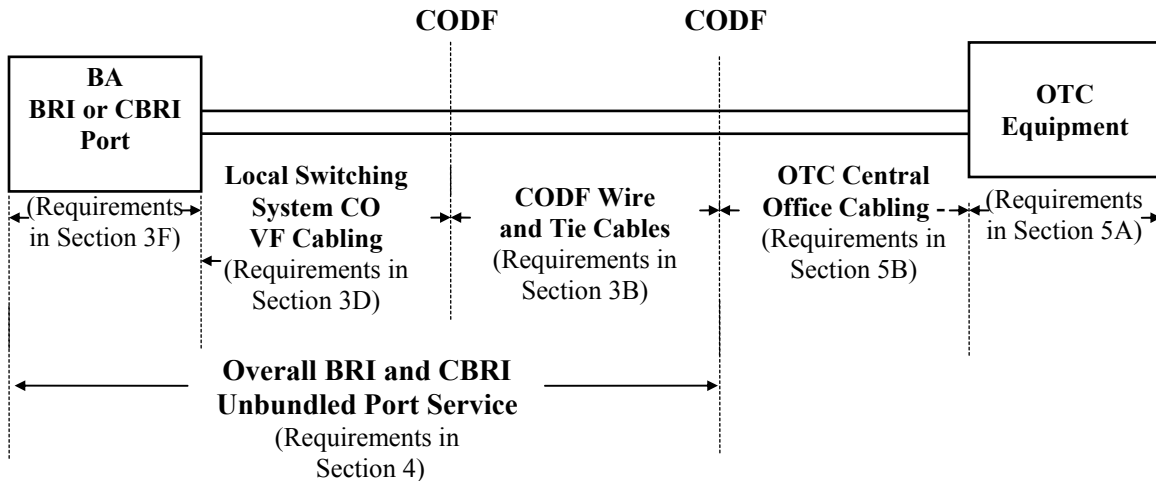 CODF
CODF
BA
BRI or CBRI
Port
OTC
Equipment
(Requirements
in Section 3F)
Local Switching
System CO
VF Cabling
(Requirements in
Section 3D)
CODF Wire
and Tie Cables
(Requirements in
Section 3B)
OTC Central
Office Cabling -
(Requirements in
Section 5B)
(Requirements
in Section 5A)
Overall BRI and CBRI
Unbundled Port Service
(Requirements in
Section 4)